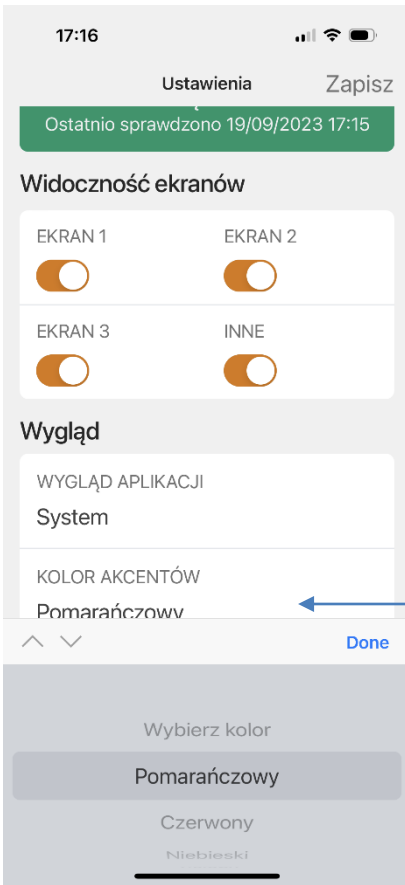 17:16
Ustawienia Zapisz
Ostatnio sprawdzono 19/09/2023 17:15
Widoczność ekranów
EKRAN 1 EKRAN 2
EKRAN 3 INNE
Wygląd
WYGLĄD APLIKACJI
System
KOLOR AKCENTÓW
Pomarańczowy
Done
Wybierz kolor
Pomarańczowy
Czerwony
Niebieski